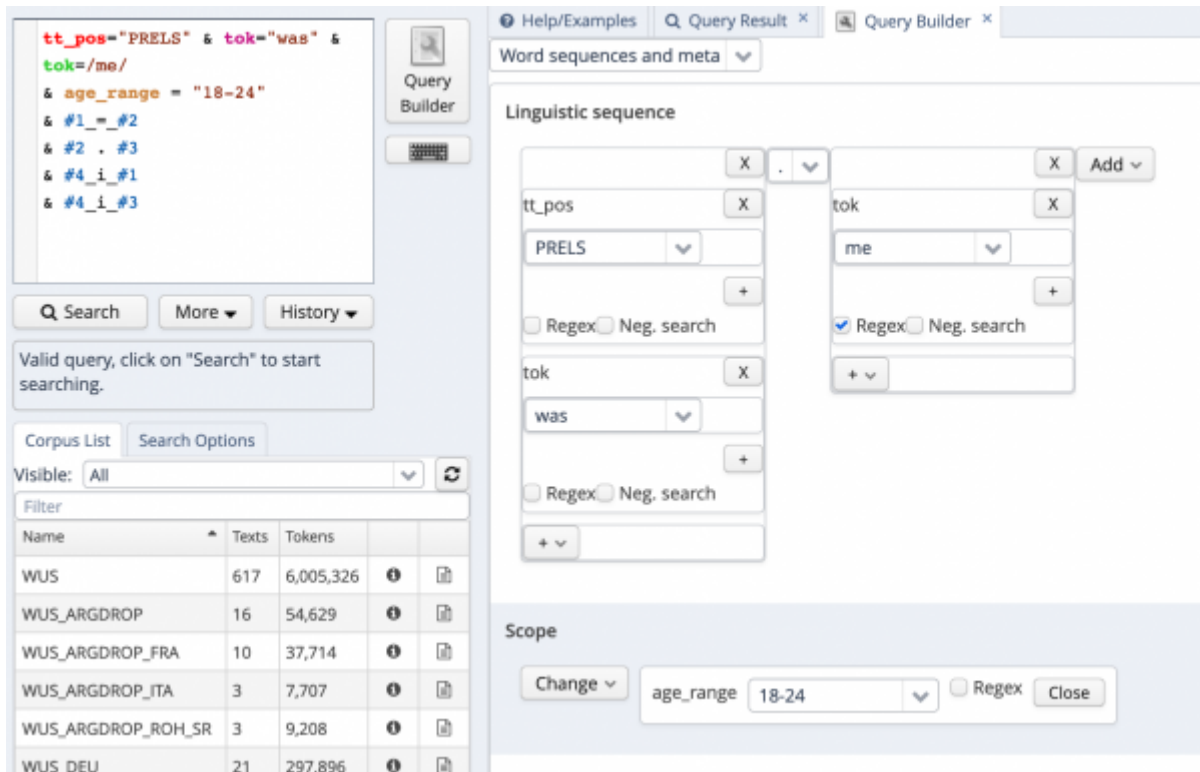 tt_pos="PRELS" & tok="was" &
tok=/me/
& age_range = "18-24"
& #1_=_#2
& #2 . #3
& #4_i_#1
& #4_i_#3
Query
Builder
Search More History
Valid query, click on "Search" to start
searching.
Corpus List Search Options
Visible: All
Filter
Name Texts Tokens
WUS 617 6,005,326
WUS_ARGDROP 16 54,629
WUS_ARGDROP_FRA 10 37,714
WUS_ARGDROP_ITA 3 7,707
WUS_ARGDROP_ROH_SR 3 9,208
WUS_DEU 21 297,896
Help/Examples Query Result × Query Builder ×
Word sequences and meta
Linguistic sequence
X . X Add
tt_pos X tok X
PRELS me
+ +
Regex Neg. search Regex Neg. search
tok X +
was
+
Regex Neg. search
+
Scope
Change age_range 18-24 Regex Close